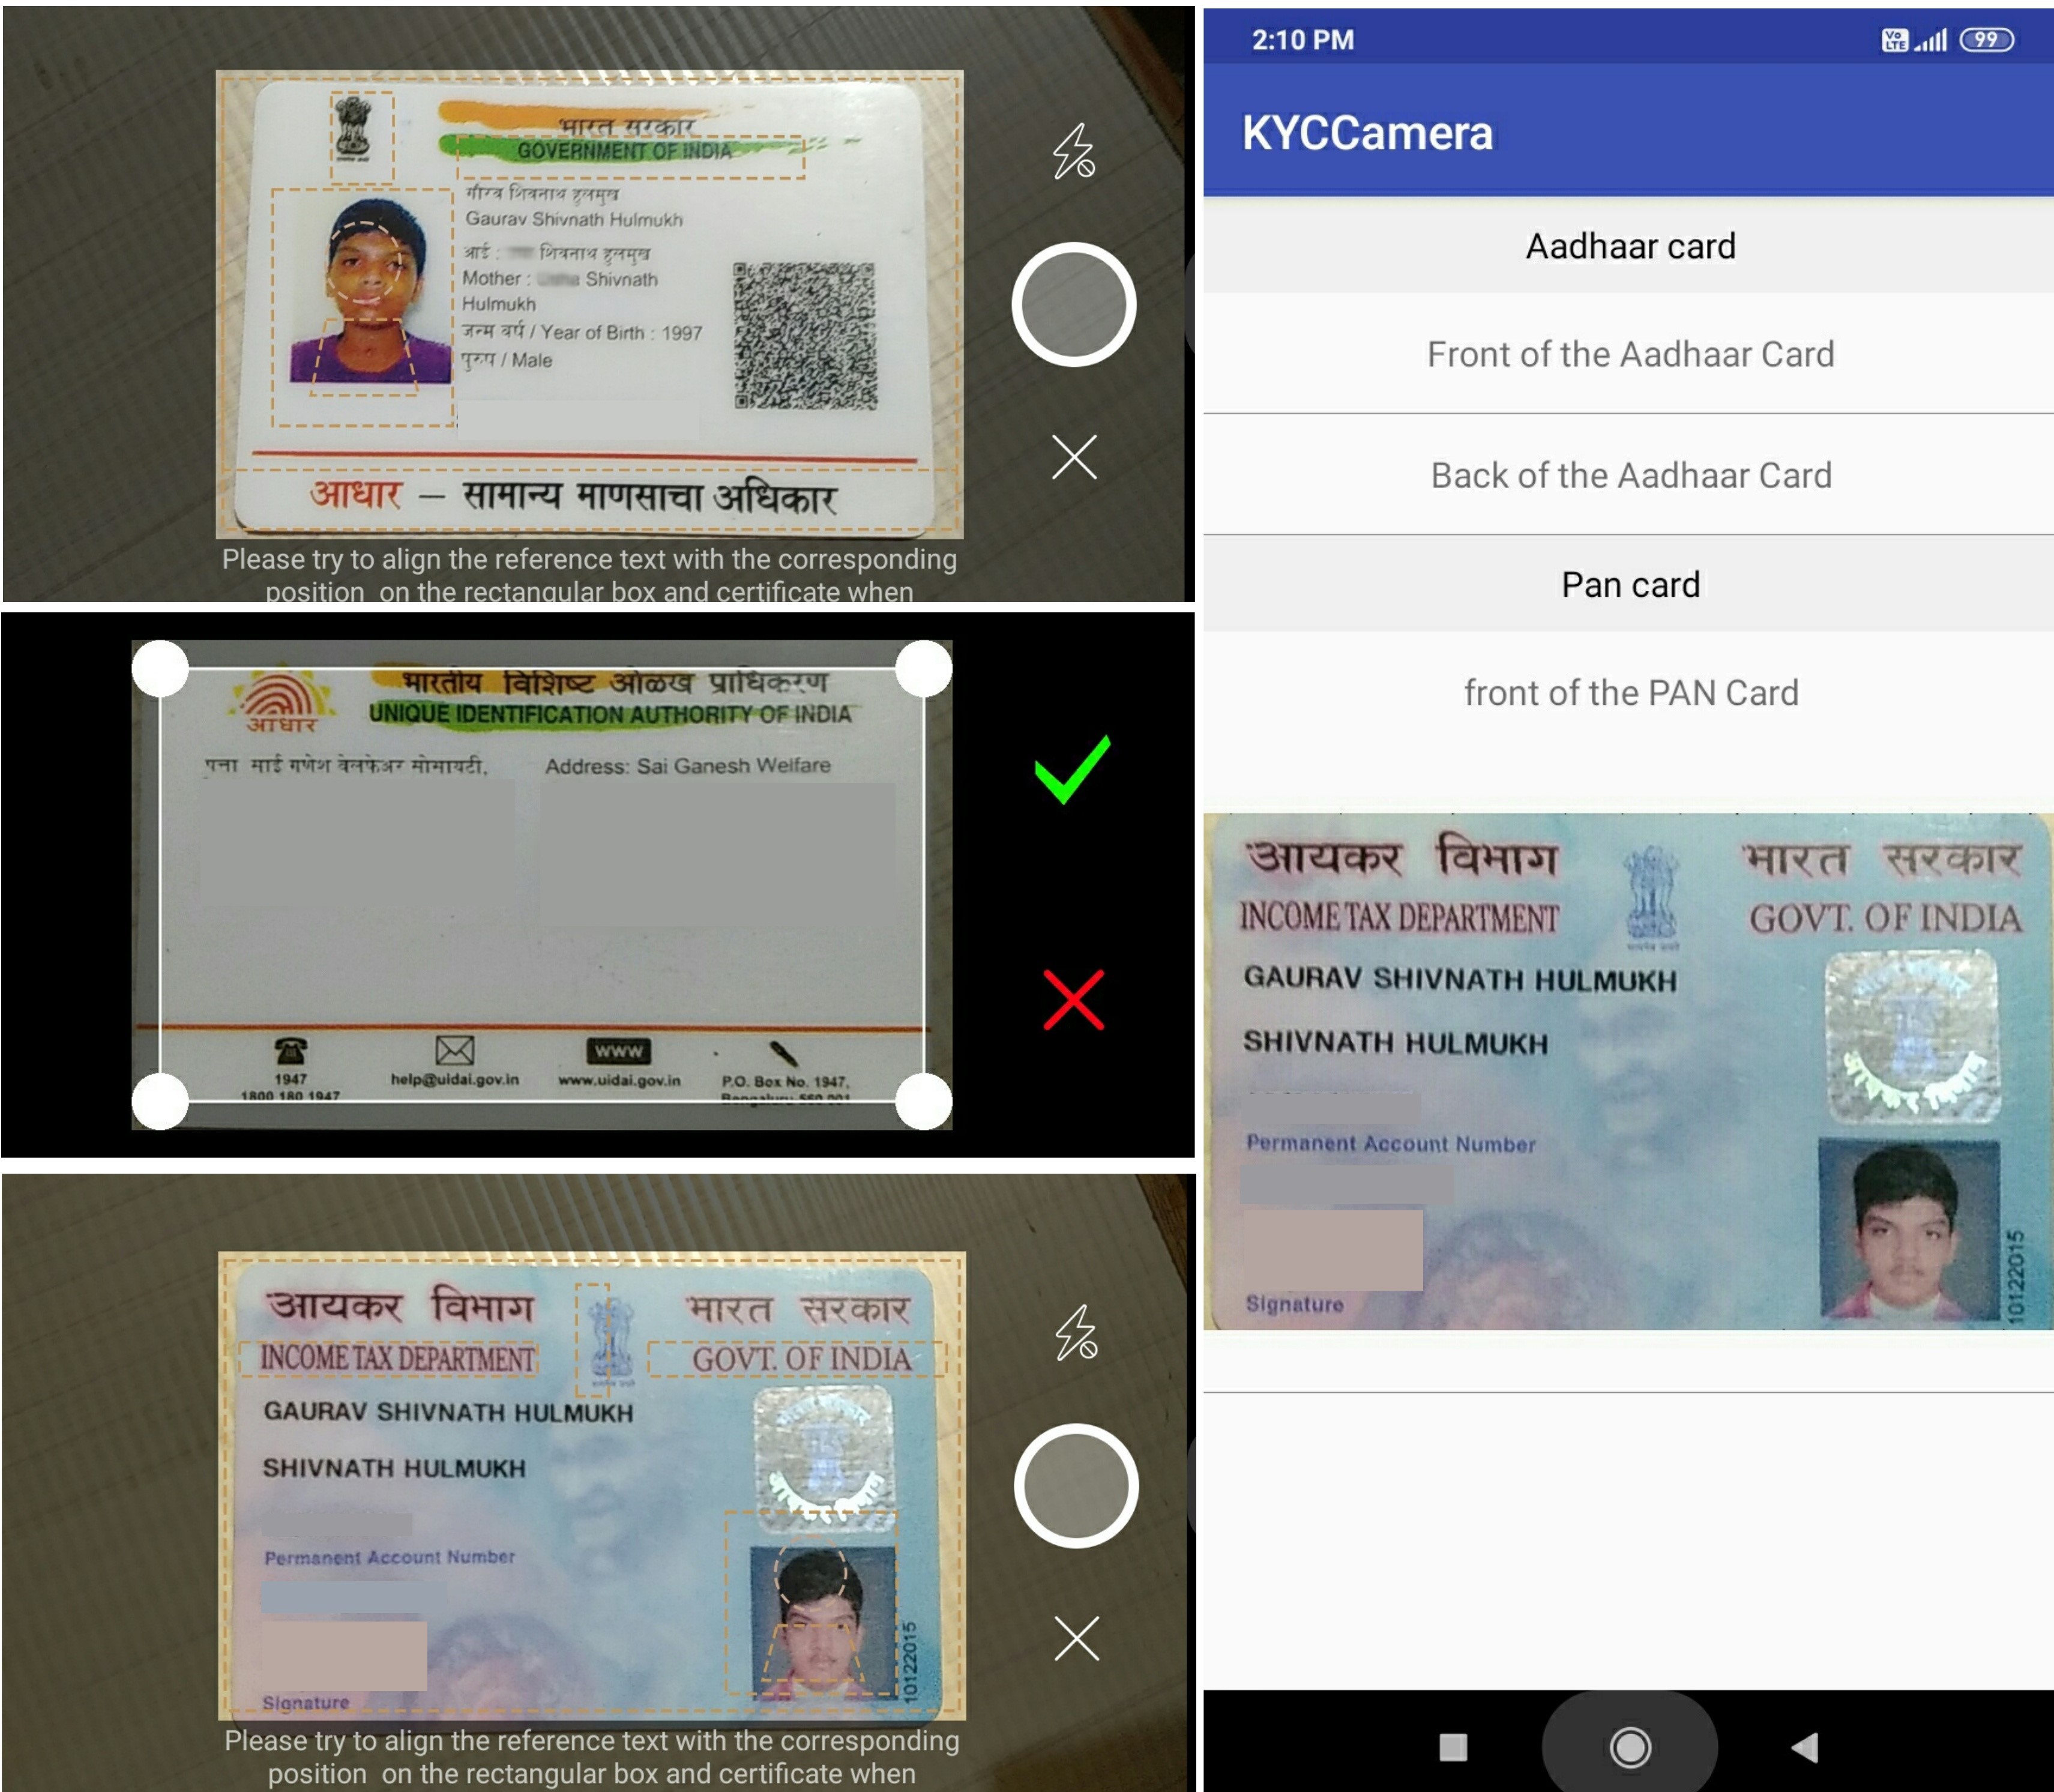 भारत सरकार
GOVERNMENT OF INDIA
गौरव शिवनाथ हुलमुख
Gaurav Shivnath Hulmukh
आई : शिवनाथ हुलमुख
Mother : Shivnath
Hulmukh
जन्म वर्ष / Year of Birth : 1997
पुरुष / Male
आधार – सामान्य माणसाचा अधिकार
Please try to align the reference text with the corresponding
position on the rectangular box and certificate when
भारतीय विशिष्ट ओळख प्राधिकरण
UNIQUE IDENTIFICATION AUTHORITY OF INDIA
आधार
पत्ता साई गणेश वेलफेअर सोसायटी,
Address: Sai Ganesh Welfare
1947
1800 180 1947
help@uidai.gov.in
www
www.uidai.gov.in
P.O. Box No. 1947,
Bengaluru-560 001
आयकर विभाग
भारत सरकार
INCOME TAX DEPARTMENT
GOVT. OF INDIA
GAURAV SHIVNATH HULMUKH
SHIVNATH HULMUKH
Permanent Account Number
Signature
10122015
Please try to align the reference text with the corresponding
position on the rectangular box and certificate when
2:10 PM
Vo LTE
99
KYCCamera
Aadhaar card
Front of the Aadhaar Card
Back of the Aadhaar Card
Pan card
front of the PAN Card
आयकर विभाग
भारत सरकार
INCOME TAX DEPARTMENT
GOVT. OF INDIA
GAURAV SHIVNATH HULMUKH
SHIVNATH HULMUKH
Permanent Account Number
Signature
10122015